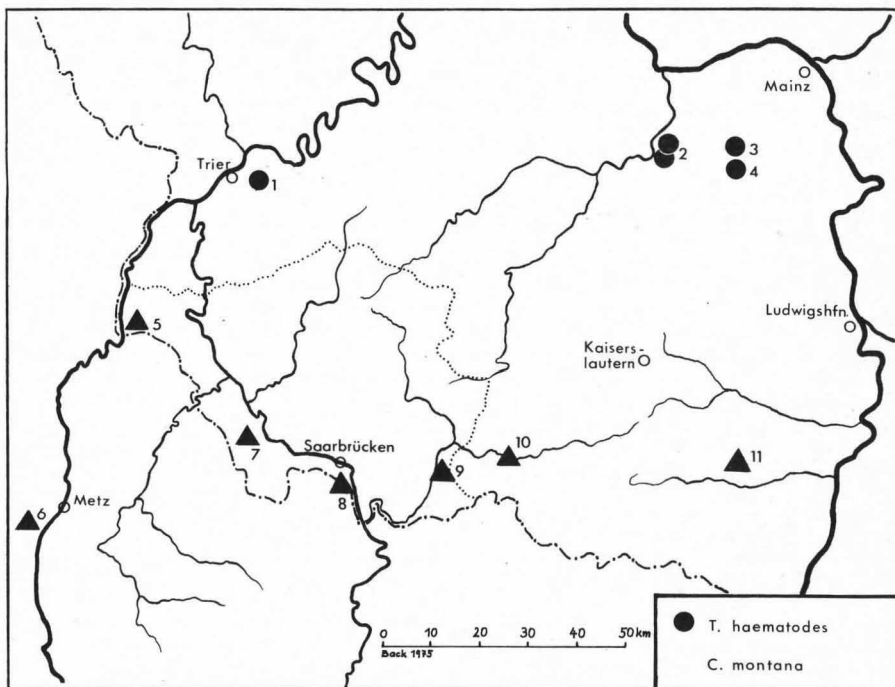 Mainz
Trier
1
2
3
4
5
Ludwigshfn.
Kaisers-
lautern
10
7
Saarbrücken
9
11
8
6
Metz
0 10 20 30 50 km
Back 1975
T. haematodes
C. montana